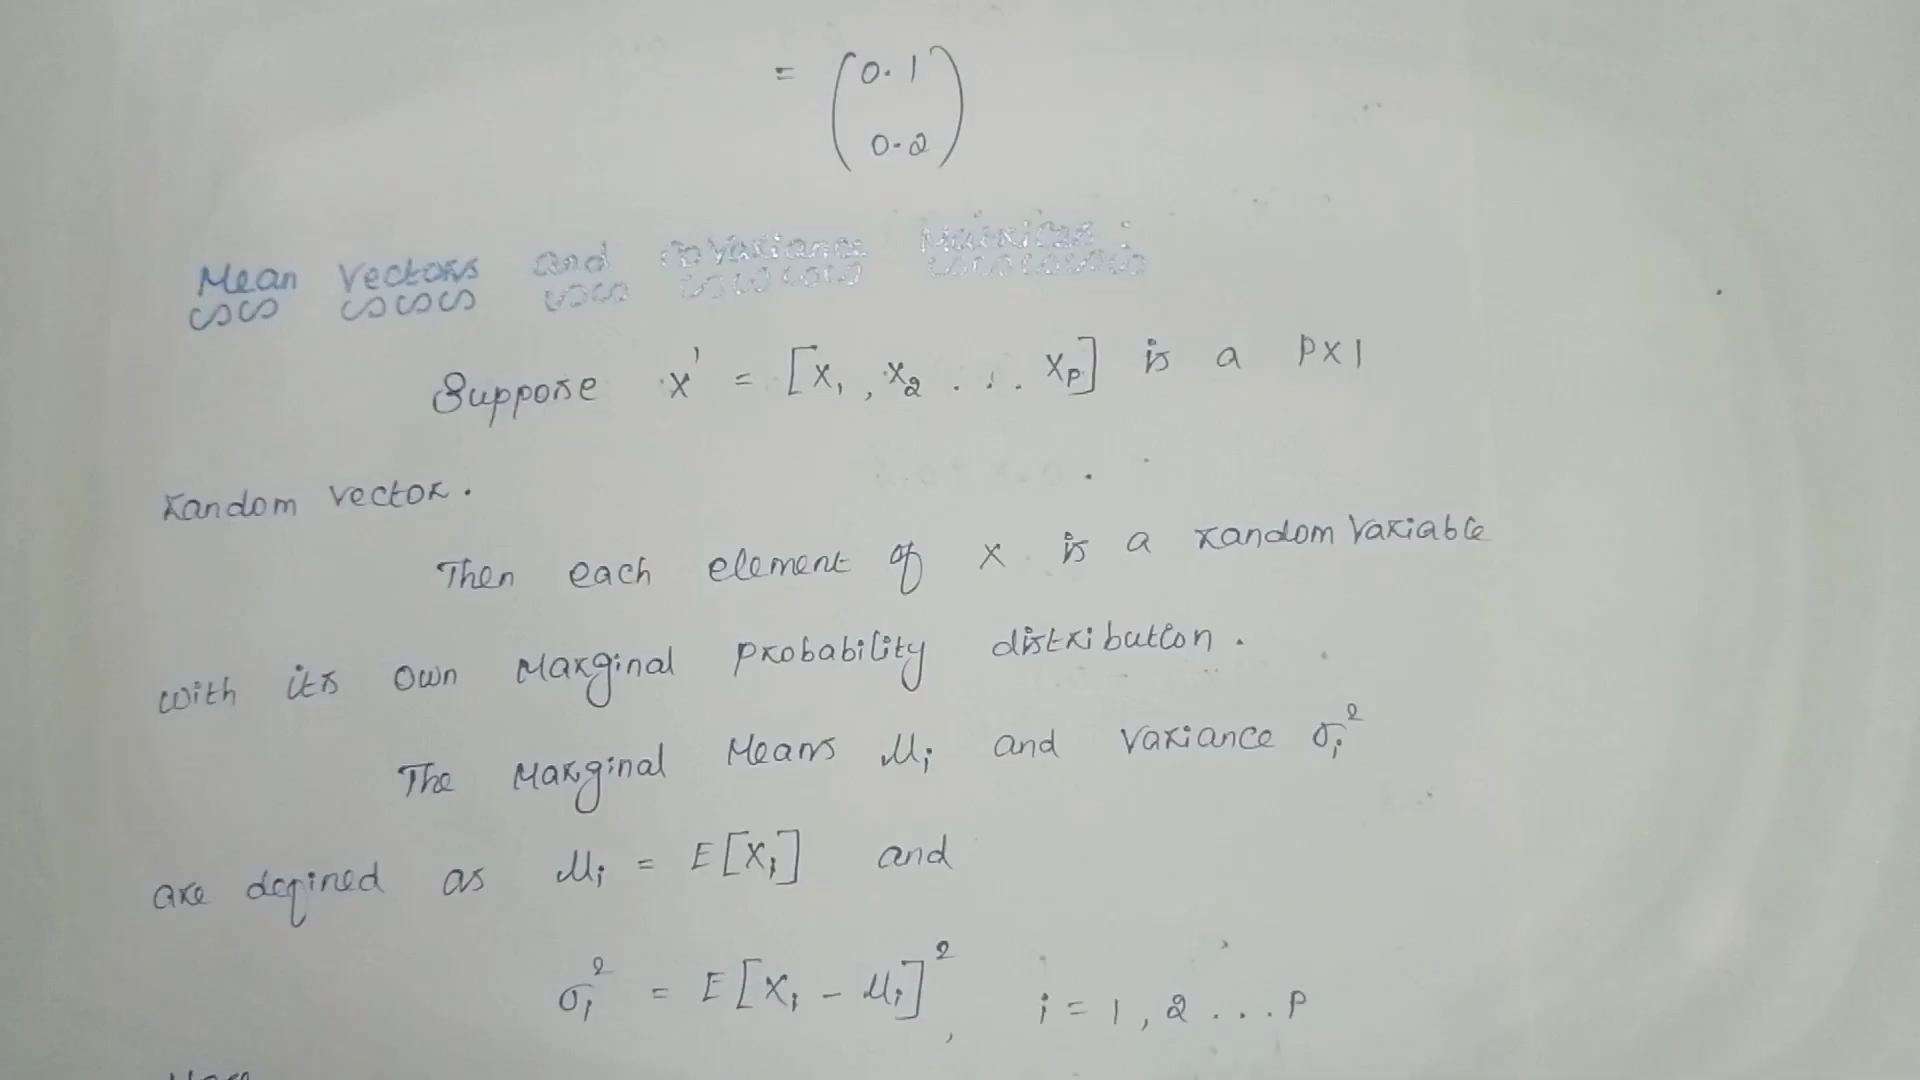 = (0.1
0.2)
Mean Vectors and Covariance Matrices :
Suppose X' = [X₁, X₂ . . . Xₚ] is a P×1
random vector.
Then each element of X is a random Variable
with its own Marginal Probability distribution.
The Marginal Means μᵢ and Variance σᵢ²
are defined as μᵢ = E[Xᵢ] and
σᵢ² = E[Xᵢ - μᵢ]², i = 1, 2 . . . P